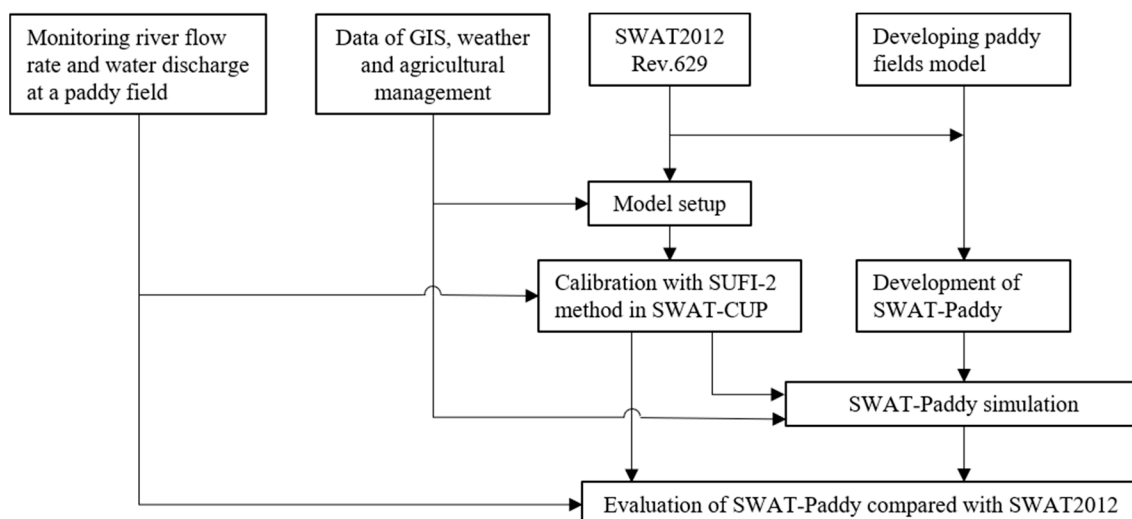 Monitoring river flow
rate and water discharge
at a paddy field
Data of GIS, weather
and agricultural
management
SWAT2012
Rev.629
Developing paddy
fields model
Model setup
Calibration with SUFI-2
method in SWAT-CUP
Development of
SWAT-Paddy
SWAT-Paddy simulation
Evaluation of SWAT-Paddy compared with SWAT2012